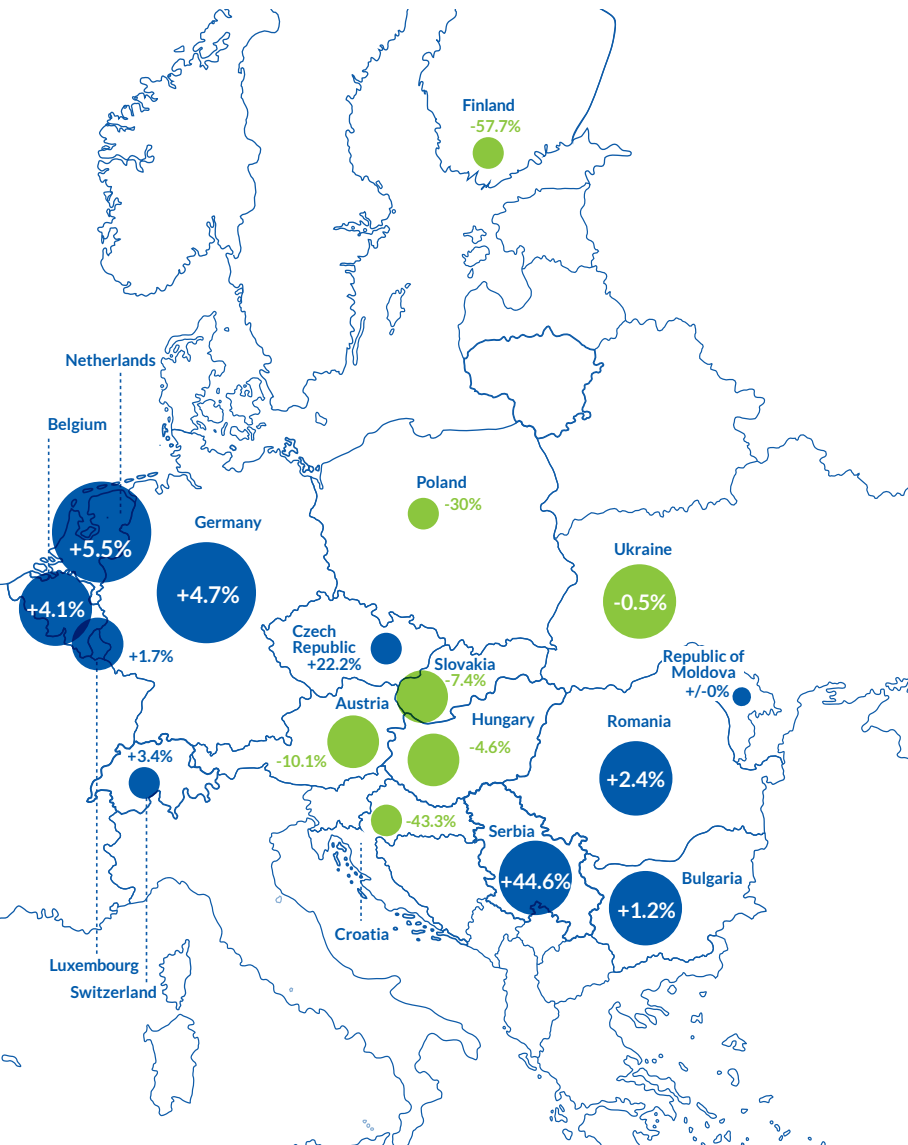 Finland
-57.7%
Netherlands
Belgium
Poland
-30%
Germany
+5.5%
Ukraine
+4.7%
-0.5%
+4.1%
Czech
Republic
+22.2%
+1.7%
Slovakia
-7.4%
Republic of
Moldova
+/-0%
Austria
-10.1%
Hungary
-4.6%
Romania
+2.4%
+3.4%
-43.3%
Serbia
+44.6%
Bulgaria
+1.2%
Croatia
Luxembourg
Switzerland